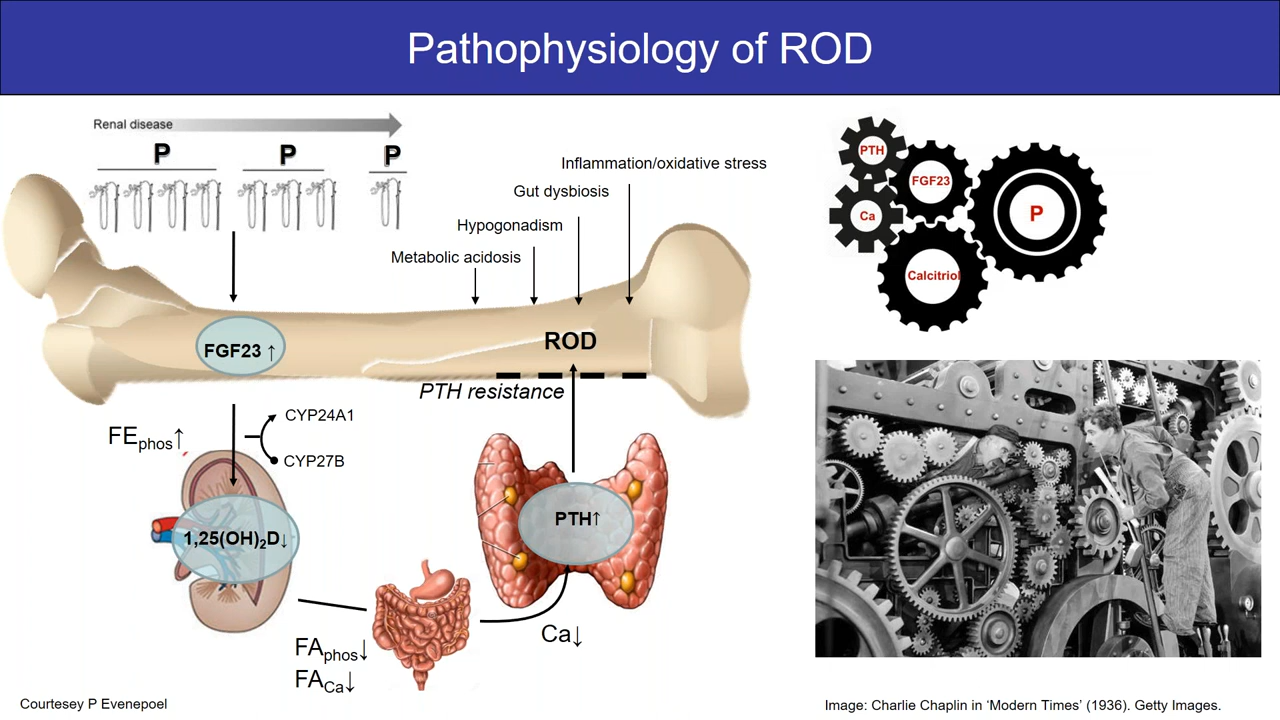 Pathophysiology of ROD
Renal disease
P
P
P
Inflammation/oxidative stress
Gut dysbiosis
Hypogonadism
Metabolic acidosis
FGF23 ↑
ROD
PTH resistance
FEphos↑
CYP24A1
CYP27B
1,25(OH)₂D↓
PTH↑
FAphos↓
FACa↓
Ca↓
PTH
FGF23
Ca
P
Calcitriol
Courtesey P Evenepoel
Image: Charlie Chaplin in ‘Modern Times’ (1936). Getty Images.